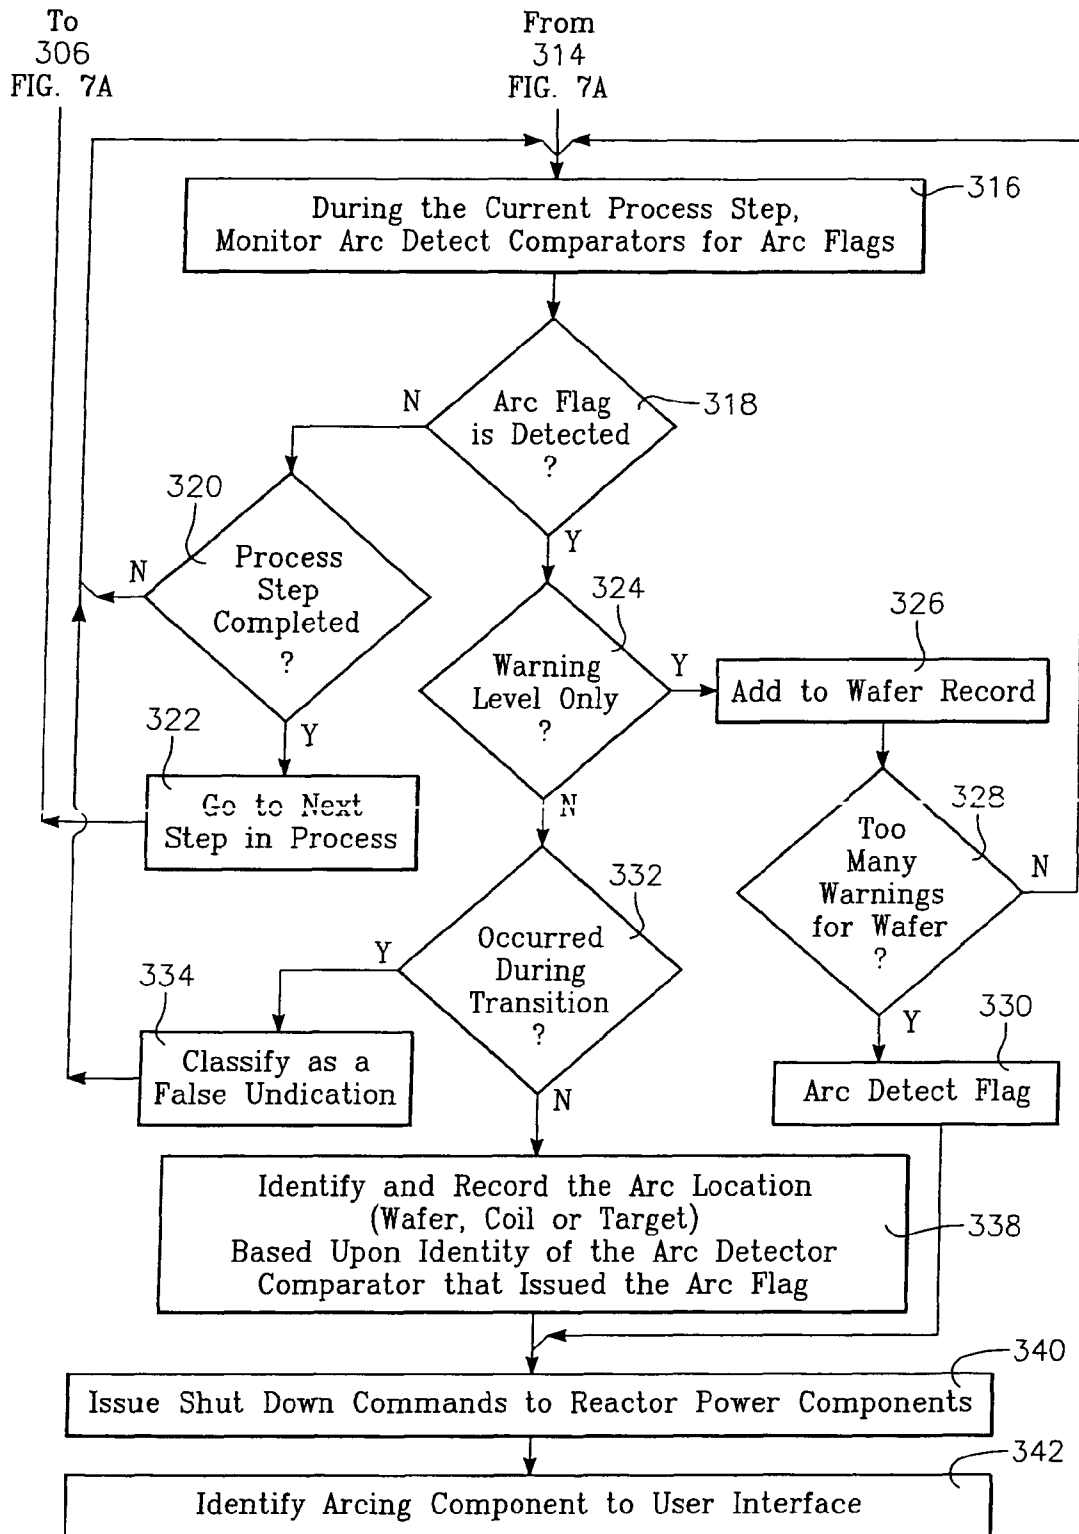 To
306
FIG. 7A
From
314
FIG. 7A
During the Current Process Step,
Monitor Arc Detect Comparators for Arc Flags
316
Arc Flag
is Detected
?
318
N
Y
320
Process
Step
Completed
?
N
Y
322
Go to Next
Step in Process
324
Warning
Level Only
?
Y
N
326
Add to Wafer Record
328
Too
Many
Warnings
for Wafer
?
N
Y
330
Arc Detect Flag
332
Occurred
During
Transition
?
Y
N
334
Classify as a
False Undication
Identify and Record the Arc Location
(Wafer, Coil or Target)
Based Upon Identity of the Arc Detector
Comparator that Issued the Arc Flag
338
340
Issue Shut Down Commands to Reactor Power Components
342
Identify Arcing Component to User Interface